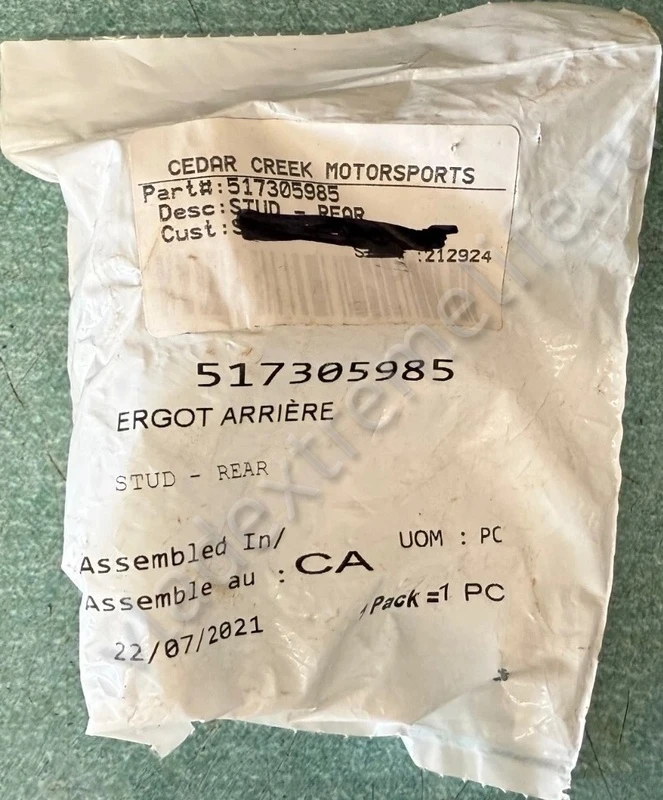 CEDAR CREEK MOTORSPORTS
Part#:517305985
Desc:STUD - REAR
Cust:S
:212924
517305985
ERGOT ARRIÈRE
STUD - REAR
Assembled In/
Assemble au : CA
UOM : PC
Pack =1 PC
22/07/2021